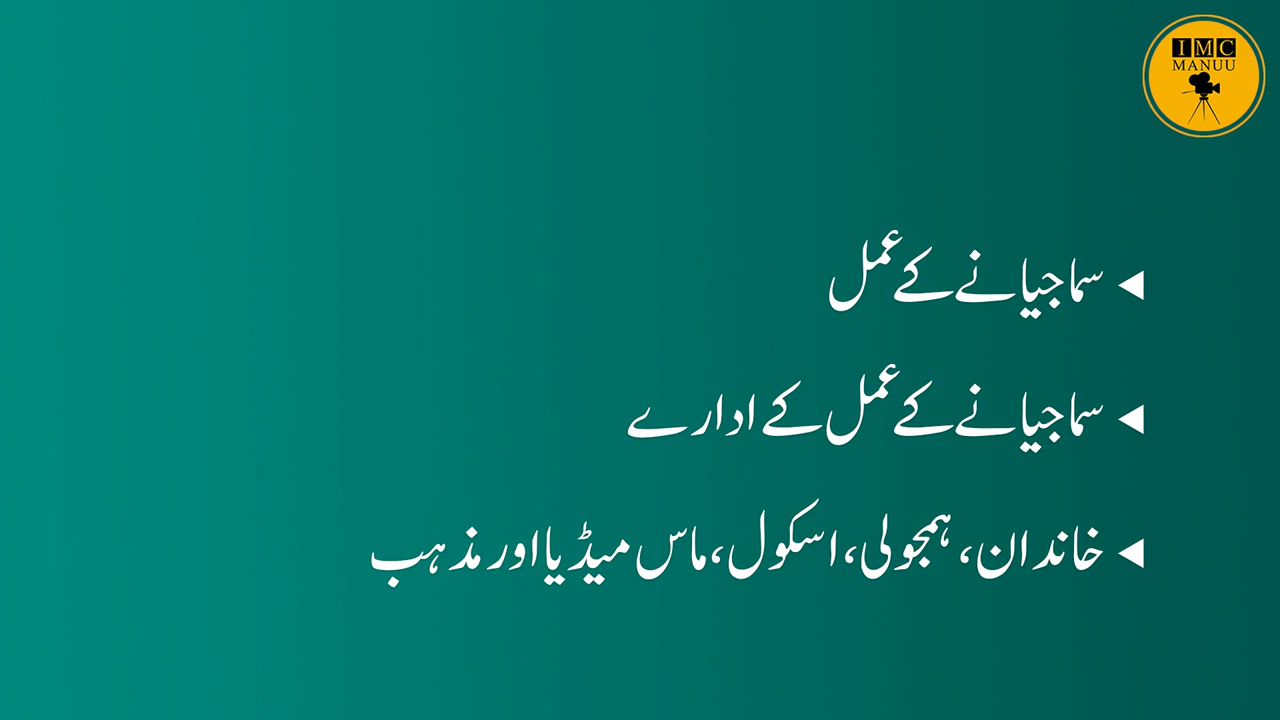 IMC
MANUU
سماجیانے کے عمل
سماجیانے کے عمل کے ادارے
خاندان، ہمجولی، اسکول، ماس میڈیا اور مذہب